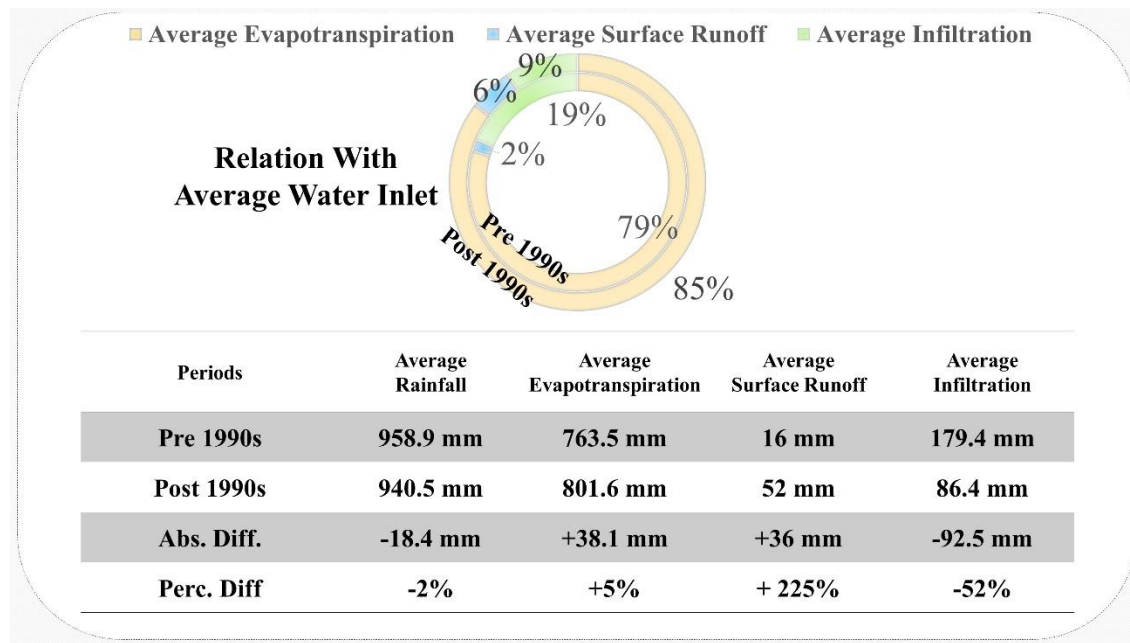 Average Evapotranspiration Average Surface Runoff Average Infiltration
9%
6%
19%
2%
Relation With
Average Water Inlet
79%
Pre 1990s
Post 1990s
85%
Periods Average Rainfall Average Evapotranspiration Average Surface Runoff Average Infiltration
Pre 1990s 958.9 mm 763.5 mm 16 mm 179.4 mm
Post 1990s 940.5 mm 801.6 mm 52 mm 86.4 mm
Abs. Diff. -18.4 mm +38.1 mm +36 mm -92.5 mm
Perc. Diff -2% +5% + 225% -52%